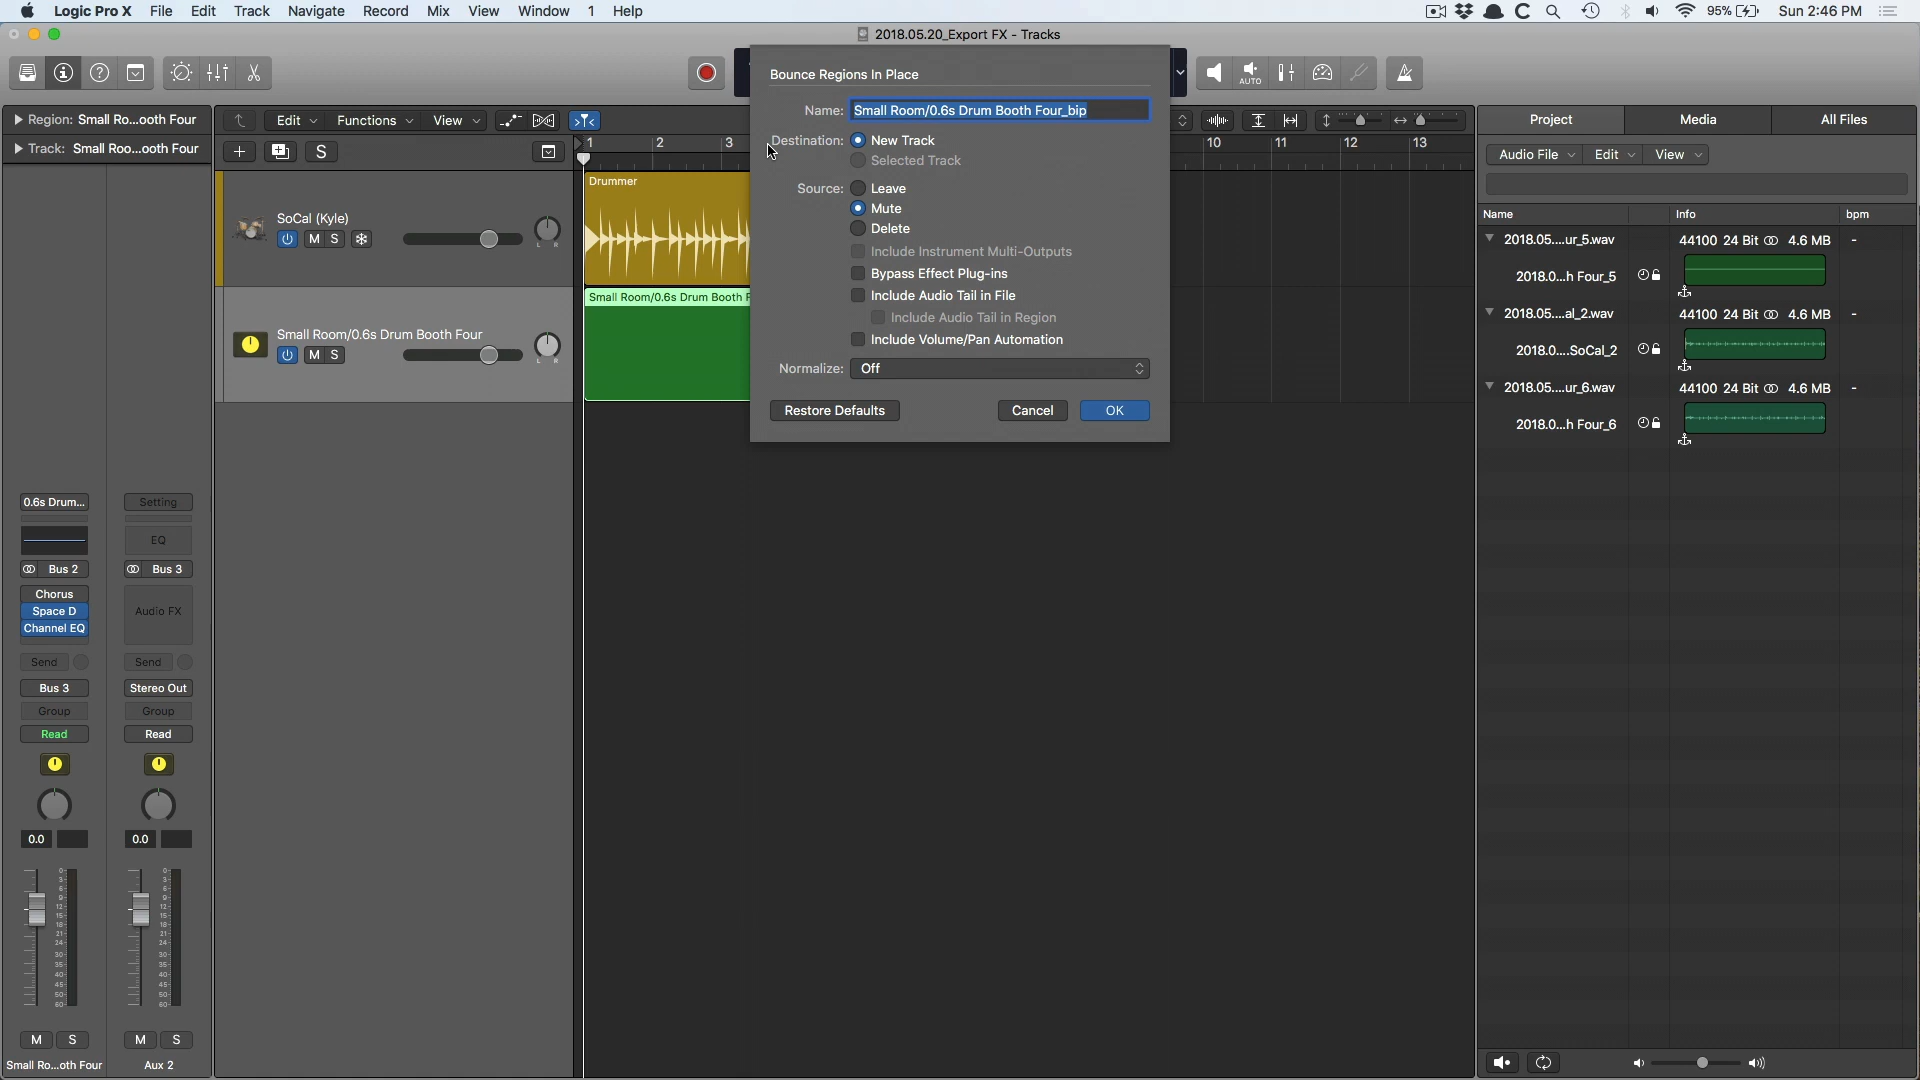 Logic Pro X File Edit Track Navigate Record Mix View Window 1 Help
95% Sun 2:46 PM
2018.05.20_Export FX - Tracks
AUTO
Bounce Regions In Place
Name: Small Room/0.6s Drum Booth Four_bip
Destination: New Track
Selected Track
Source: Leave
Mute
Delete
Include Instrument Multi-Outputs
Bypass Effect Plug-ins
Include Audio Tail in File
Include Audio Tail in Region
Include Volume/Pan Automation
Normalize: Off
Restore Defaults Cancel OK
Region: Small Ro...ooth Four
Track: Small Roo...ooth Four
Edit Functions View
S
1 2 3 10 11 12 13
Drummer
SoCal (Kyle)
M S
L R
Small Room/0.6s Drum Booth F
Small Room/0.6s Drum Booth Four
M S
L R
0.6s Drum... Setting
EQ
Bus 2 Bus 3
Chorus
Space D Audio FX
Channel EQ
Send Send
Bus 3 Stereo Out
Group Group
Read Read
0.0 0.0
M S M S
Small Ro...oth Four Aux 2
Project Media All Files
Audio File Edit View
Name Info bpm
2018.05....ur_5.wav 44100 24 Bit 4.6 MB -
2018.0...h Four_5
2018.05....al_2.wav 44100 24 Bit 4.6 MB -
2018.0....SoCal_2
2018.05....ur_6.wav 44100 24 Bit 4.6 MB -
2018.0...h Four_6